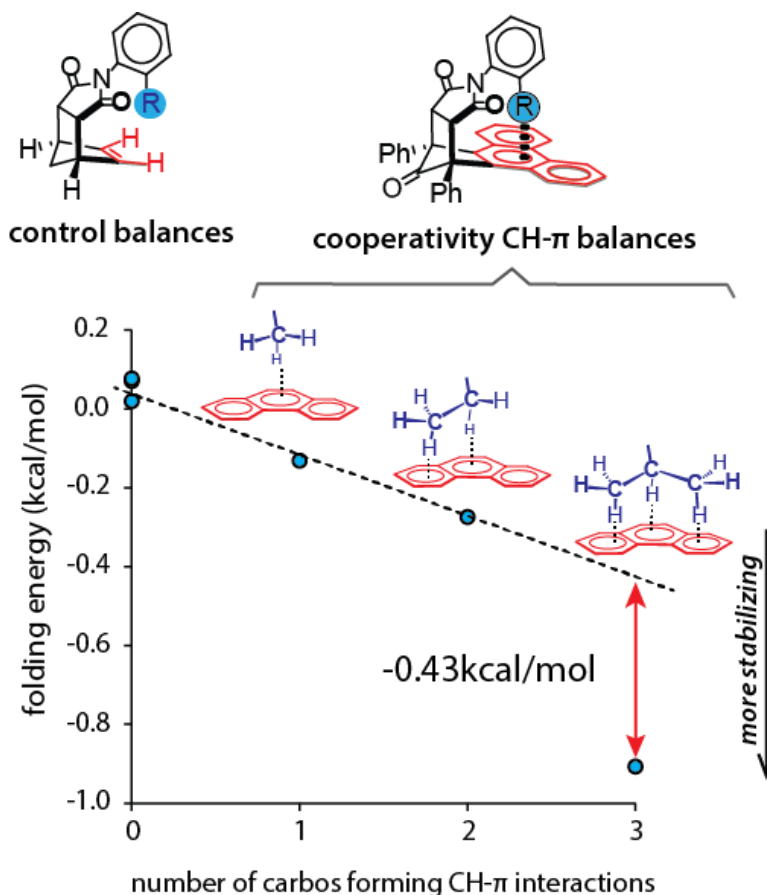 O
N
O
R
H
H
H
H
O
N
O
R
Ph
O
Ph
control balances
cooperativity CH-π balances
folding energy (kcal/mol)
0.2
0.0
-0.2
-0.4
-0.6
-0.8
-1.0
H
C
H
H
H
C
H
H
C
H
H
H
C
H
H
C
H
C
H
H
H
H
-0.43kcal/mol
more stabilizing
0
1
2
3
number of carbos forming CH-π interactions